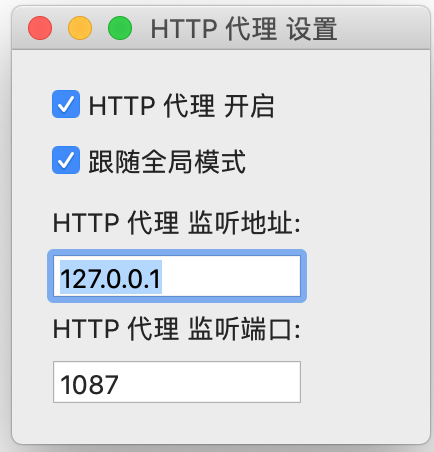 HTTP 代理 设置
HTTP 代理 开启
跟随全局模式
HTTP 代理 监听地址:
127.0.0.1
HTTP 代理 监听端口:
1087